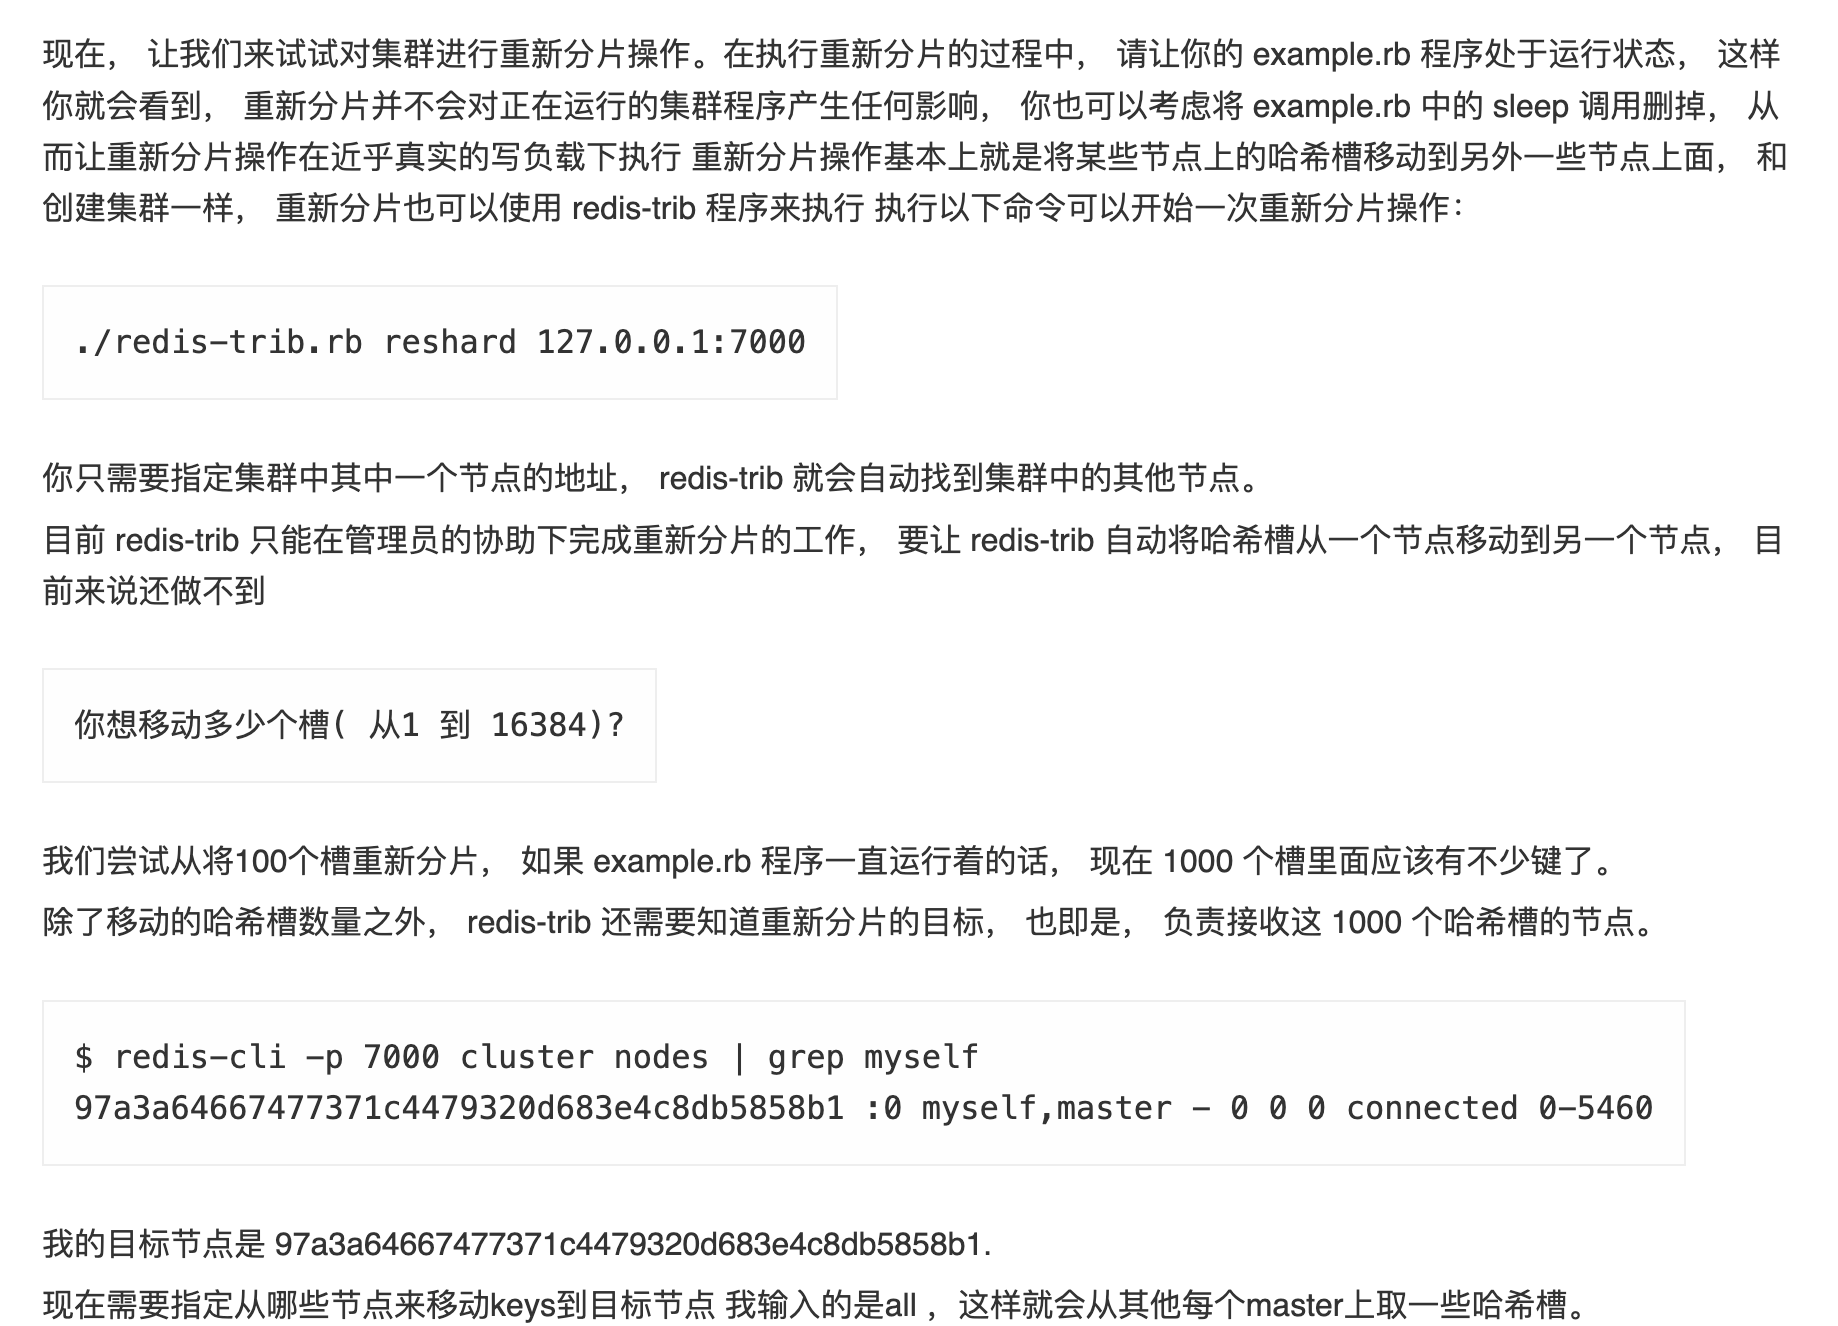 现在， 让我们来试试对集群进行重新分片操作。在执行重新分片的过程中， 请让你的 example.rb 程序处于运行状态， 这样
你就会看到， 重新分片并不会对正在运行的集群程序产生任何影响， 你也可以考虑将 example.rb 中的 sleep 调用删掉， 从
而让重新分片操作在近乎真实的写负载下执行 重新分片操作基本上就是将某些节点上的哈希槽移动到另外一些节点上面， 和
创建集群一样， 重新分片也可以使用 redis-trib 程序来执行 执行以下命令可以开始一次重新分片操作：
./redis-trib.rb reshard 127.0.0.1:7000
你只需要指定集群中其中一个节点的地址， redis-trib 就会自动找到集群中的其他节点。
目前 redis-trib 只能在管理员的协助下完成重新分片的工作， 要让 redis-trib 自动将哈希槽从一个节点移动到另一个节点， 目
前来说还做不到
你想移动多少个槽( 从1 到 16384)?
我们尝试从将100个槽重新分片， 如果 example.rb 程序一直运行着的话， 现在 1000 个槽里面应该有不少键了。
除了移动的哈希槽数量之外， redis-trib 还需要知道重新分片的目标， 也即是， 负责接收这 1000 个哈希槽的节点。
$ redis-cli -p 7000 cluster nodes | grep myself
97a3a64667477371c4479320d683e4c8db5858b1 :0 myself,master - 0 0 0 connected 0-5460
我的目标节点是 97a3a64667477371c4479320d683e4c8db5858b1.
现在需要指定从哪些节点来移动keys到目标节点 我输入的是all ，这样就会从其他每个master上取一些哈希槽。